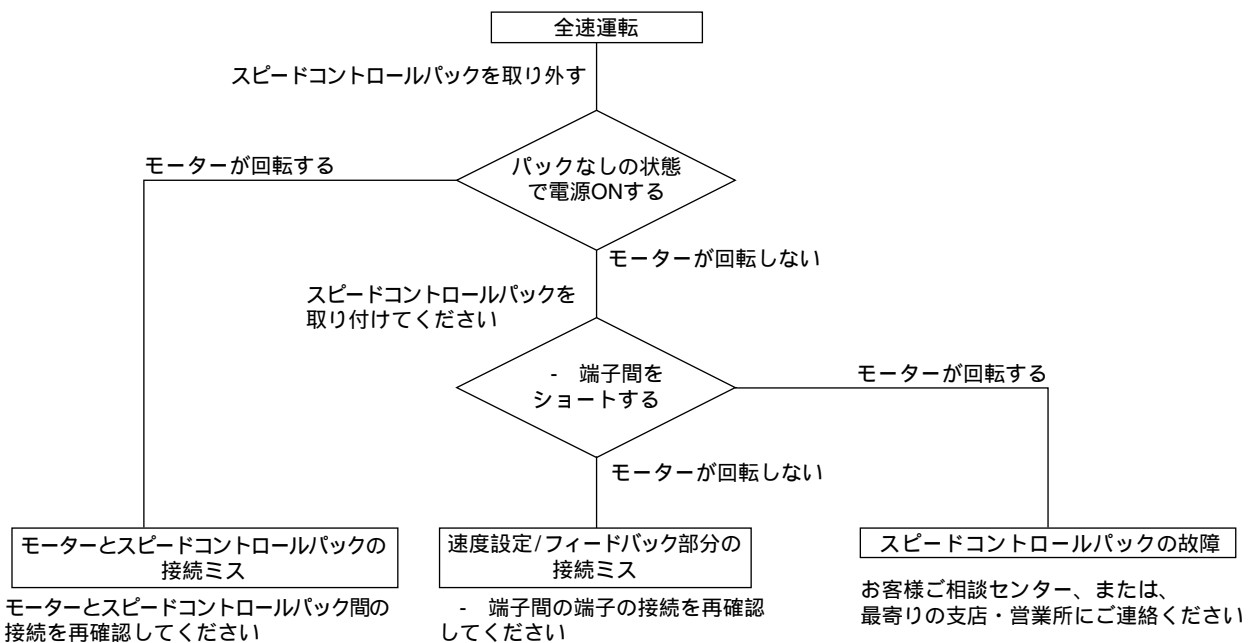 全速運転
スピードコントロールパックを取り外す
モーターが回転する
パックなしの状態
で電源ONする
モーターが回転しない
スピードコントロールパックを
取り付けてください
- 端子間を
ショートする
モーターが回転する
モーターが回転しない
モーターとスピードコントロールパックの
接続ミス
モーターとスピードコントロールパック間の
接続を再確認してください
速度設定/フィードバック部分の
接続ミス
- 端子間の端子の接続を再確認
してください
スピードコントロールパックの故障
お客様ご相談センター、または、
最寄りの支店・営業所にご連絡ください